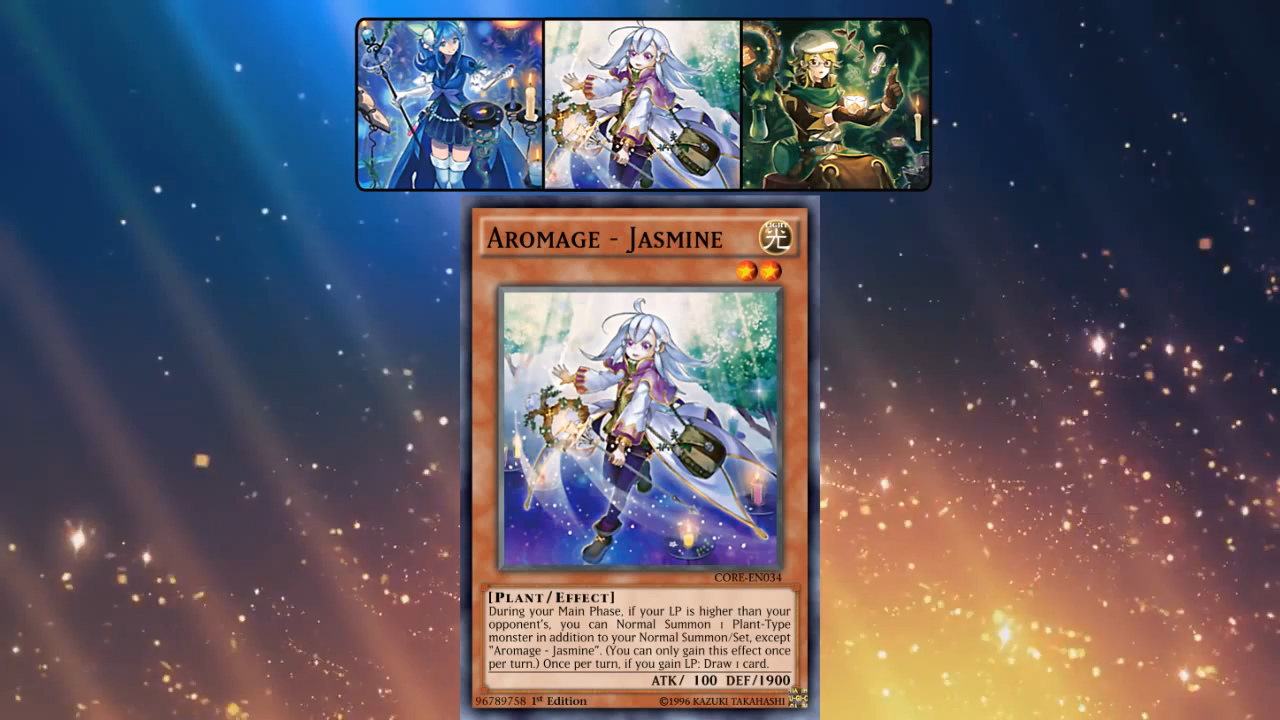 Aromage - Jasmine
LIGHT
光
CORE-EN034
[Plant/Effect]
During your Main Phase, if your LP is higher than your
opponent's, you can Normal Summon 1 Plant-Type
monster in addition to your Normal Summon/Set, except
"Aromage - Jasmine". (You can only gain this effect once
per turn.) Once per turn, if you gain LP: Draw 1 card.
ATK/ 100 DEF/1900
96789758 1st Edition ©1996 KAZUKI TAKAHASHI